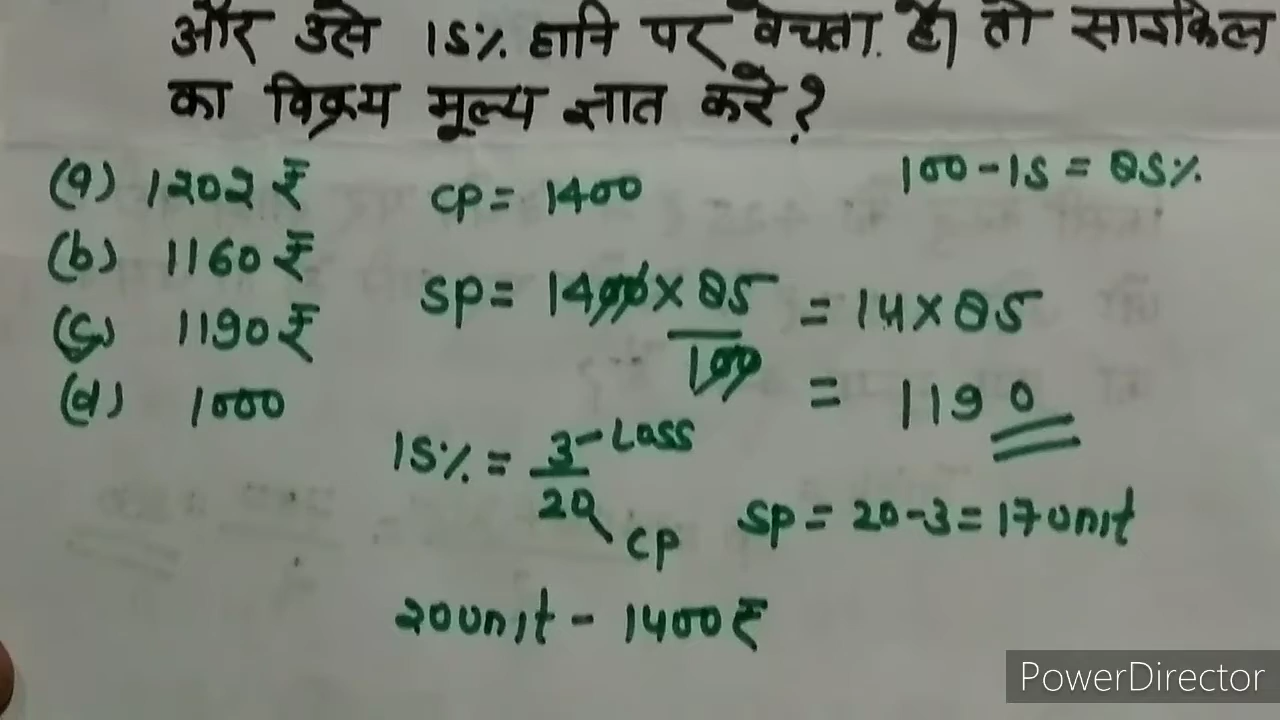 और उसे 15% हानि पर बेचता है। तो साइकिल
का विक्रय मूल्य ज्ञात करे?
(a) 1202 ₹
(b) 1160 ₹
(c) 1190 ₹
(d) 1000
CP = 1400
100 - 15 = 85%
SP = 1400 × 85 / 100 = 14 × 85
= 1190
15% = 3/20 - Loss
CP
SP = 20 - 3 = 17 unit
20 unit - 1400 ₹
PowerDirector